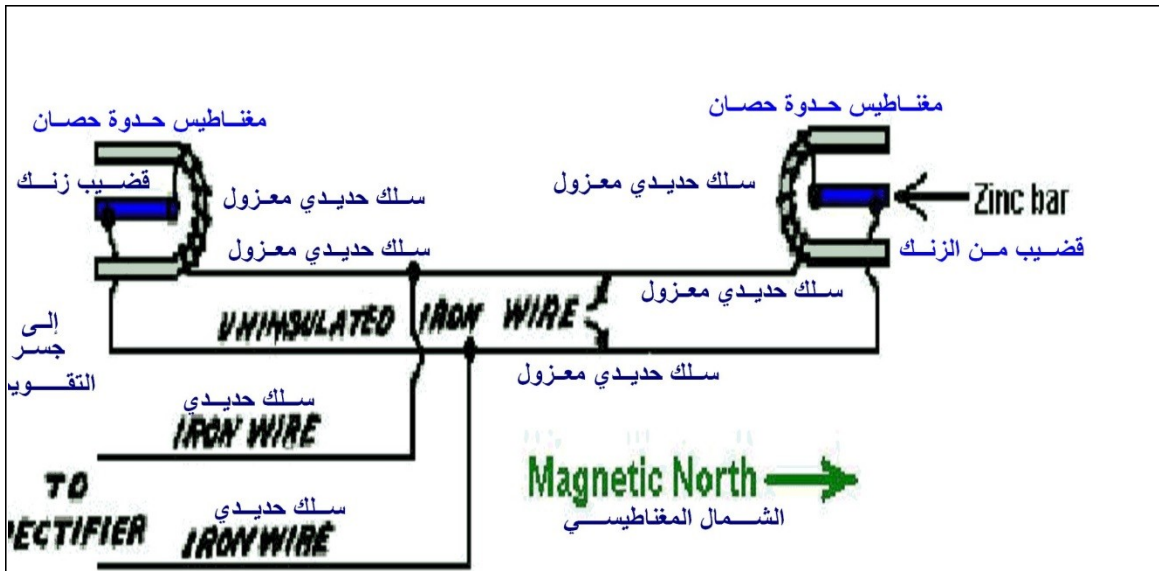 مغناطيس حدوة حصان
مغناطيس حدوة حصان
قضيب زنك
سلك حديدي معزول
سلك حديدي معزول
Zinc bar
سلك حديدي معزول
قضيب من الزنك
سلك حديدي معزول
إلى
جسر
التقويم
UNINSULATED IRON WIRE
سلك حديدي معزول
سلك حديدي
IRON WIRE
Magnetic North
الشمال المغناطيسي
TO
RECTIFIER
سلك حديدي
IRON WIRE